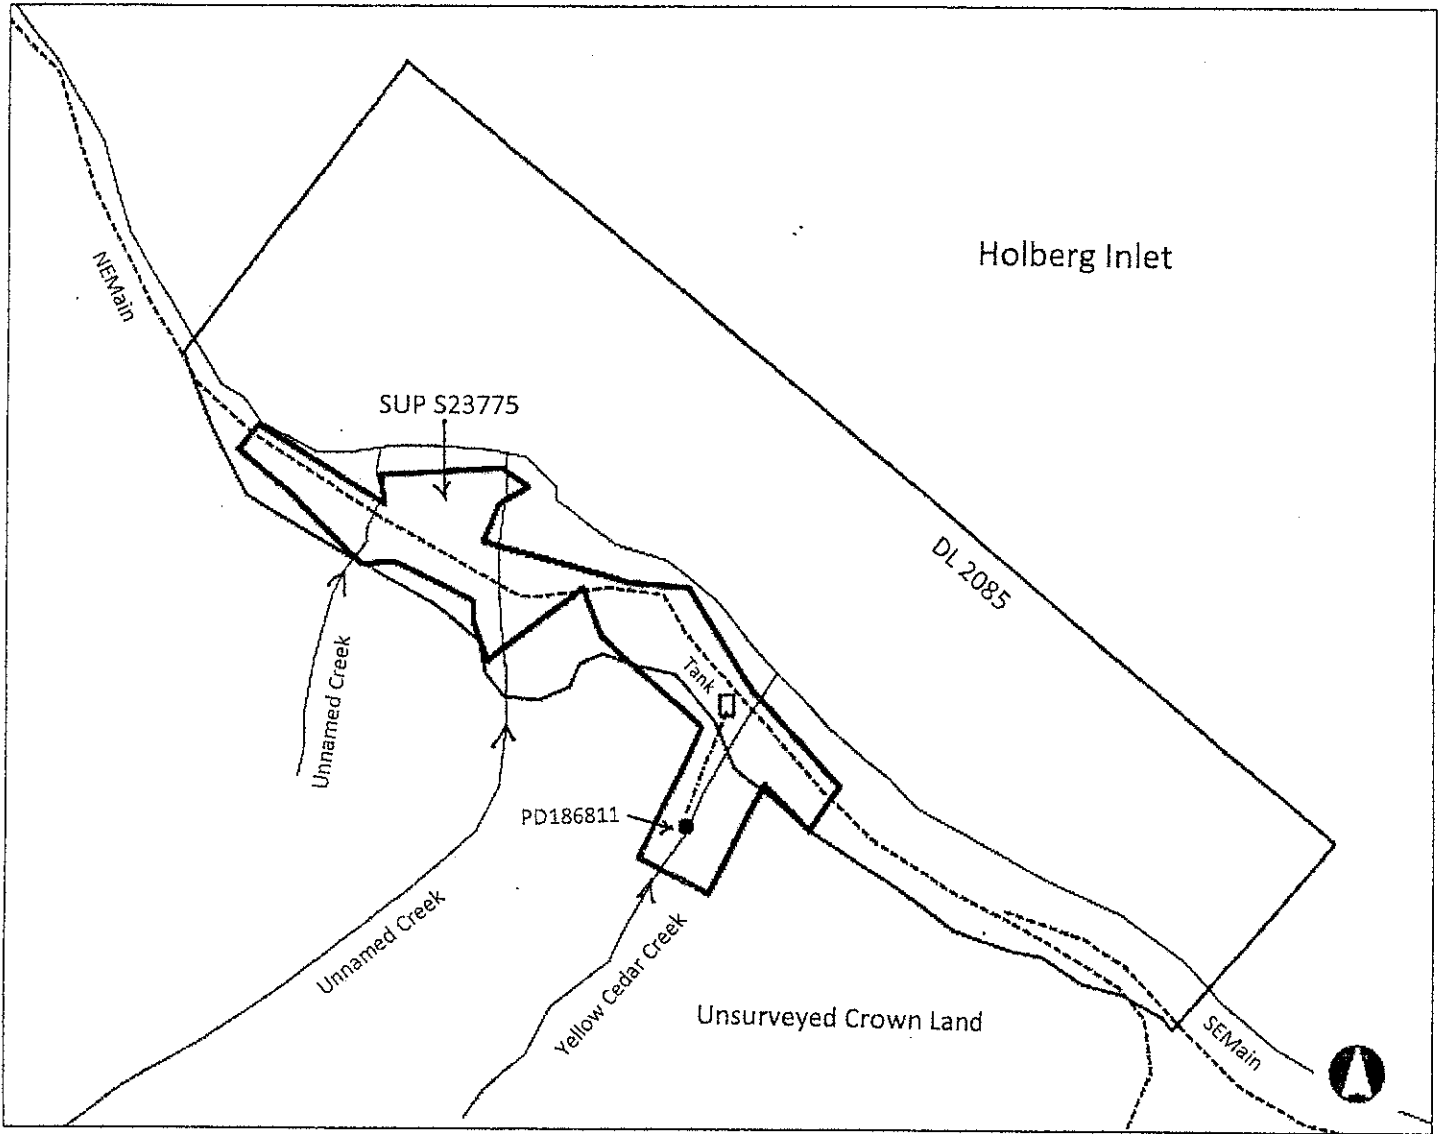 Holberg Inlet
NEMain
SUP S23775
DL 2085
Unnamed Creek
Tank
PD186811
Unnamed Creek
Yellow Cedar Creek
Unsurveyed Crown Land
SEMain